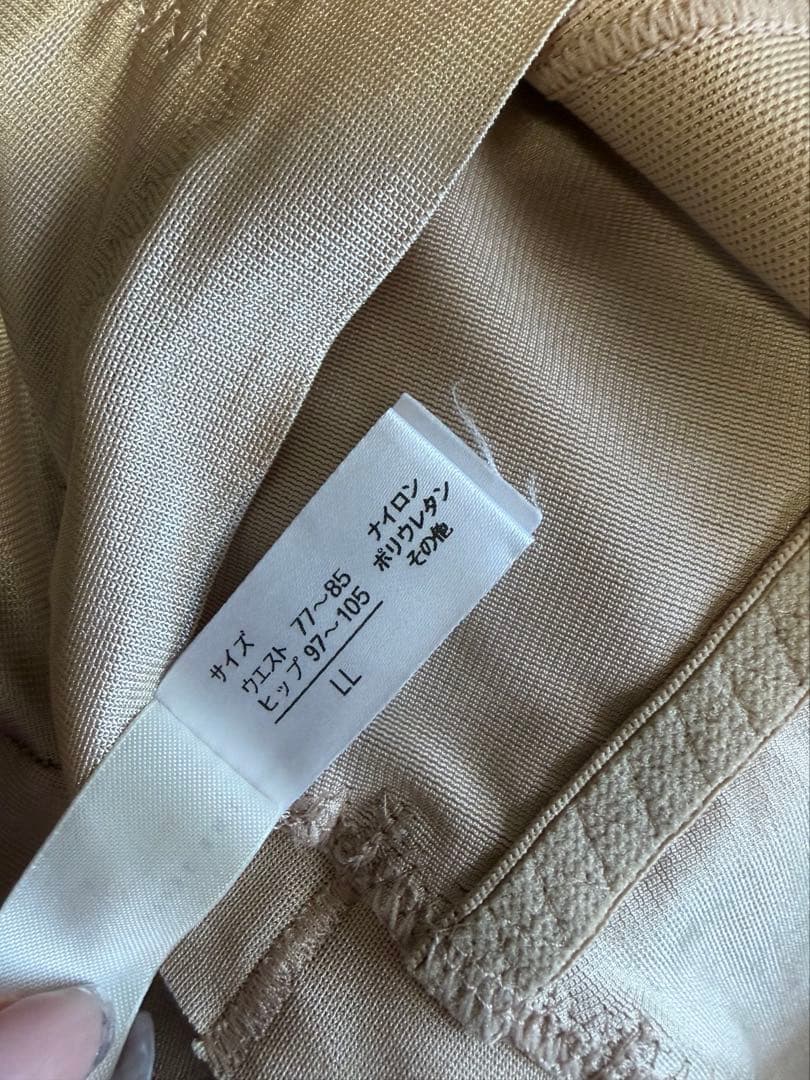 サイズ
ウエスト 77～85
ヒップ 97～105
LL
ナイロン
ポリウレタン
その他